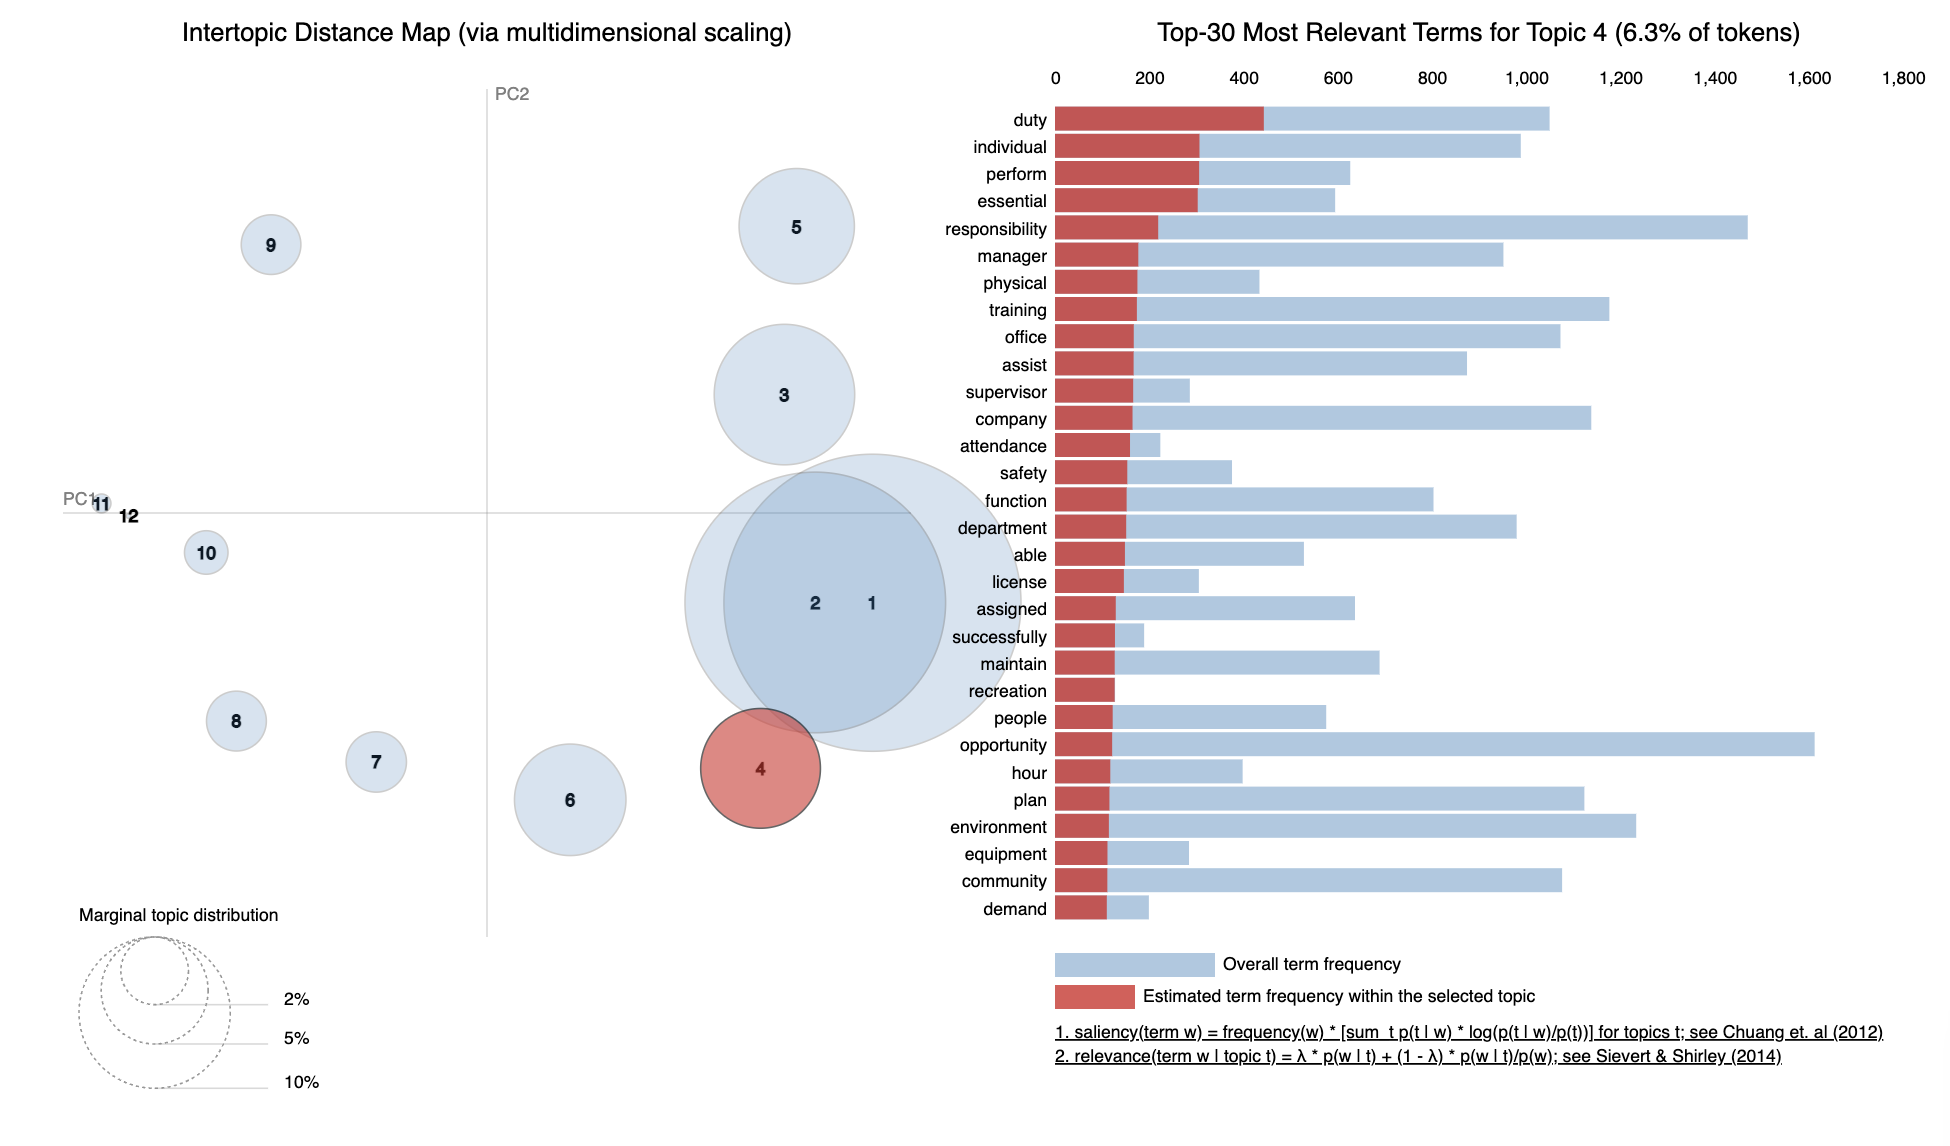 Intertopic Distance Map (via multidimensional scaling)
PC2
PC1
5
9
3
11
12
10
2
1
8
7
4
6
Marginal topic distribution
2%
5%
10%
Top-30 Most Relevant Terms for Topic 4 (6.3% of tokens)
0 200 400 600 800 1,000 1,200 1,400 1,600 1,800
duty
individual
perform
essential
responsibility
manager
physical
training
office
assist
supervisor
company
attendance
safety
function
department
able
license
assigned
successfully
maintain
recreation
people
opportunity
hour
plan
environment
equipment
community
demand
Overall term frequency
Estimated term frequency within the selected topic
1. saliency(term w) = frequency(w) * [sum_t p(t | w) * log(p(t | w)/p(t))] for topics t; see Chuang et. al (2012)
2. relevance(term w | topic t) = λ * p(w | t) + (1 - λ) * p(w | t)/p(w); see Sievert & Shirley (2014)